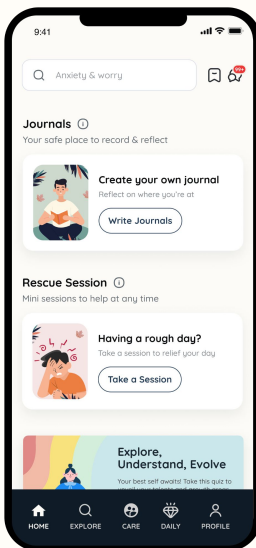 9:41
Anxiety & worry
99+
Journals
Your safe place to record & reflect
Create your own journal
Reflect on where you're at
Write Journals
Rescue Session
Mini sessions to help at any time
Having a rough day?
Take a session to relief your day
Take a Session
Explore,
Understand, Evolve
Your best self awaits! Take this quiz to
HOME
EXPLORE
CARE
DAILY
PROFILE